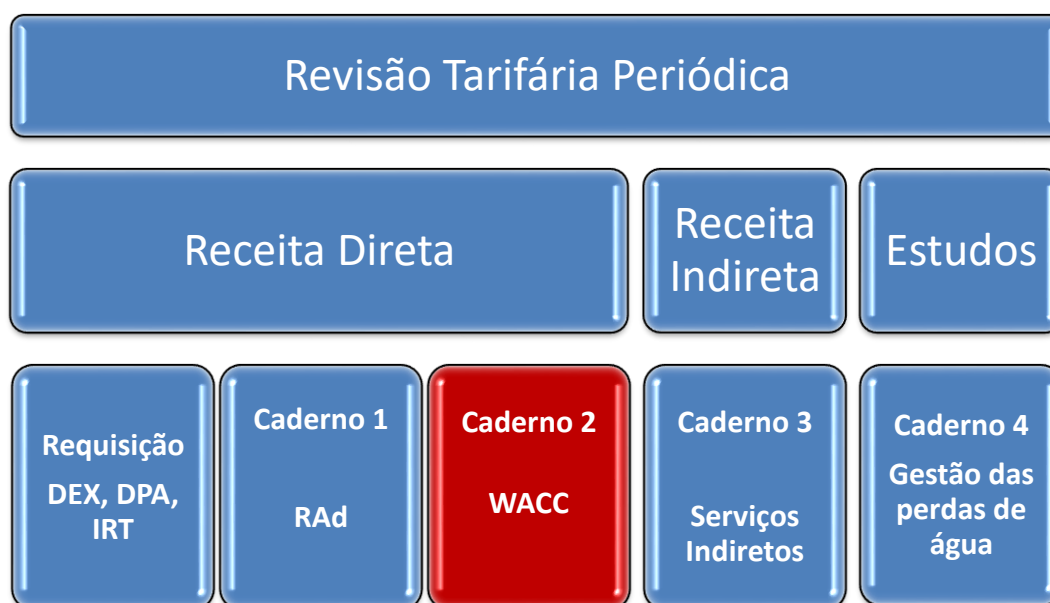 Revisão Tarifária Periódica
Receita Direta
Receita
Indireta
Estudos
Requisição
DEX, DPA,
IRT
Caderno 1
RAd
Caderno 2
WACC
Caderno 3
Serviços
Indiretos
Caderno 4
Gestão das
perdas de
água